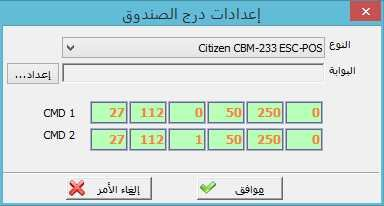 إعدادات درج الصندوق
النوع Citizen CBM-233 ESC-POS
البوابة إعداد...
CMD 1 27 112 0 50 250 0
CMD 2 27 112 1 50 250 0
موافق إلغاء الأمر